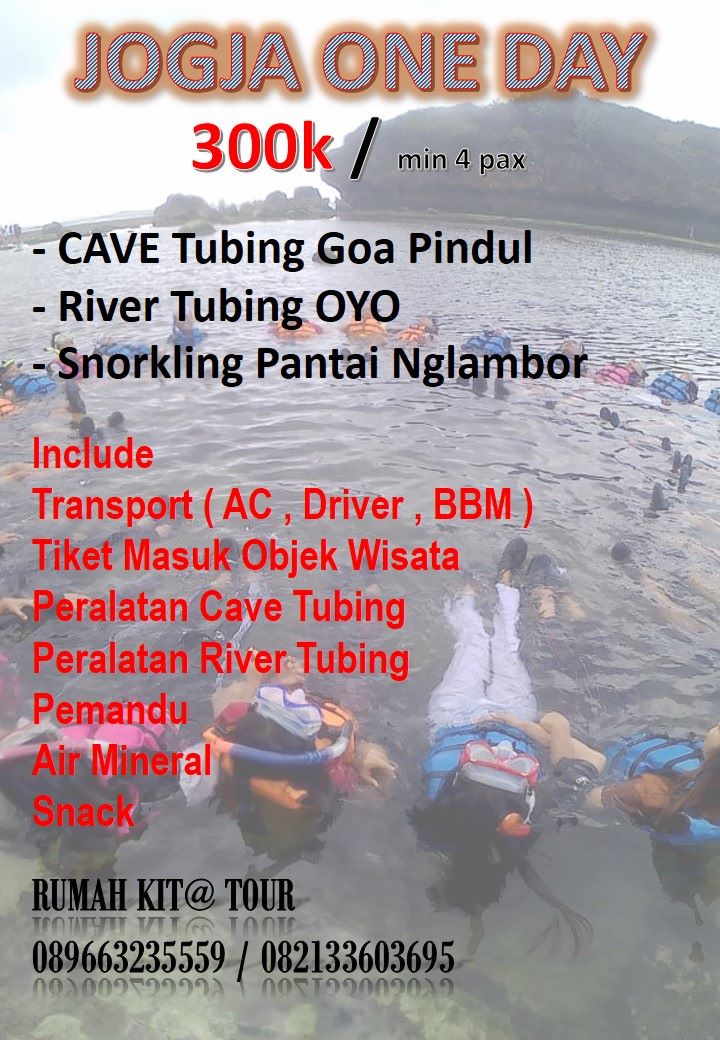 JOGJA ONE DAY
300k / min 4 pax
- CAVE Tubing Goa Pindul
- River Tubing OYO
- Snorkling Pantai Nglambor
Include
Transport ( AC , Driver , BBM )
Tiket Masuk Objek Wisata
Peralatan Cave Tubing
Peralatan River Tubing
Pemandu
Air Mineral
Snack
RUMAH KIT@ TOUR
089663235559 / 082133603695